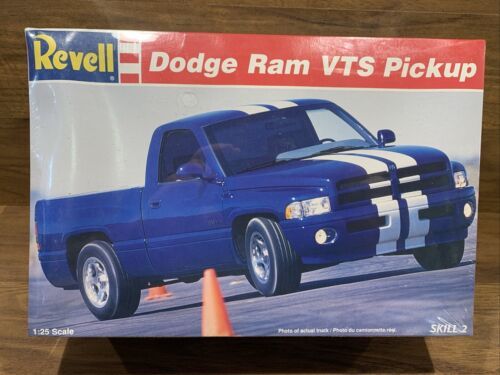 Revell
Dodge Ram VTS Pickup
1:25 Scale
Photo of actual truck / Photo du camionnette réel
SKILL 2